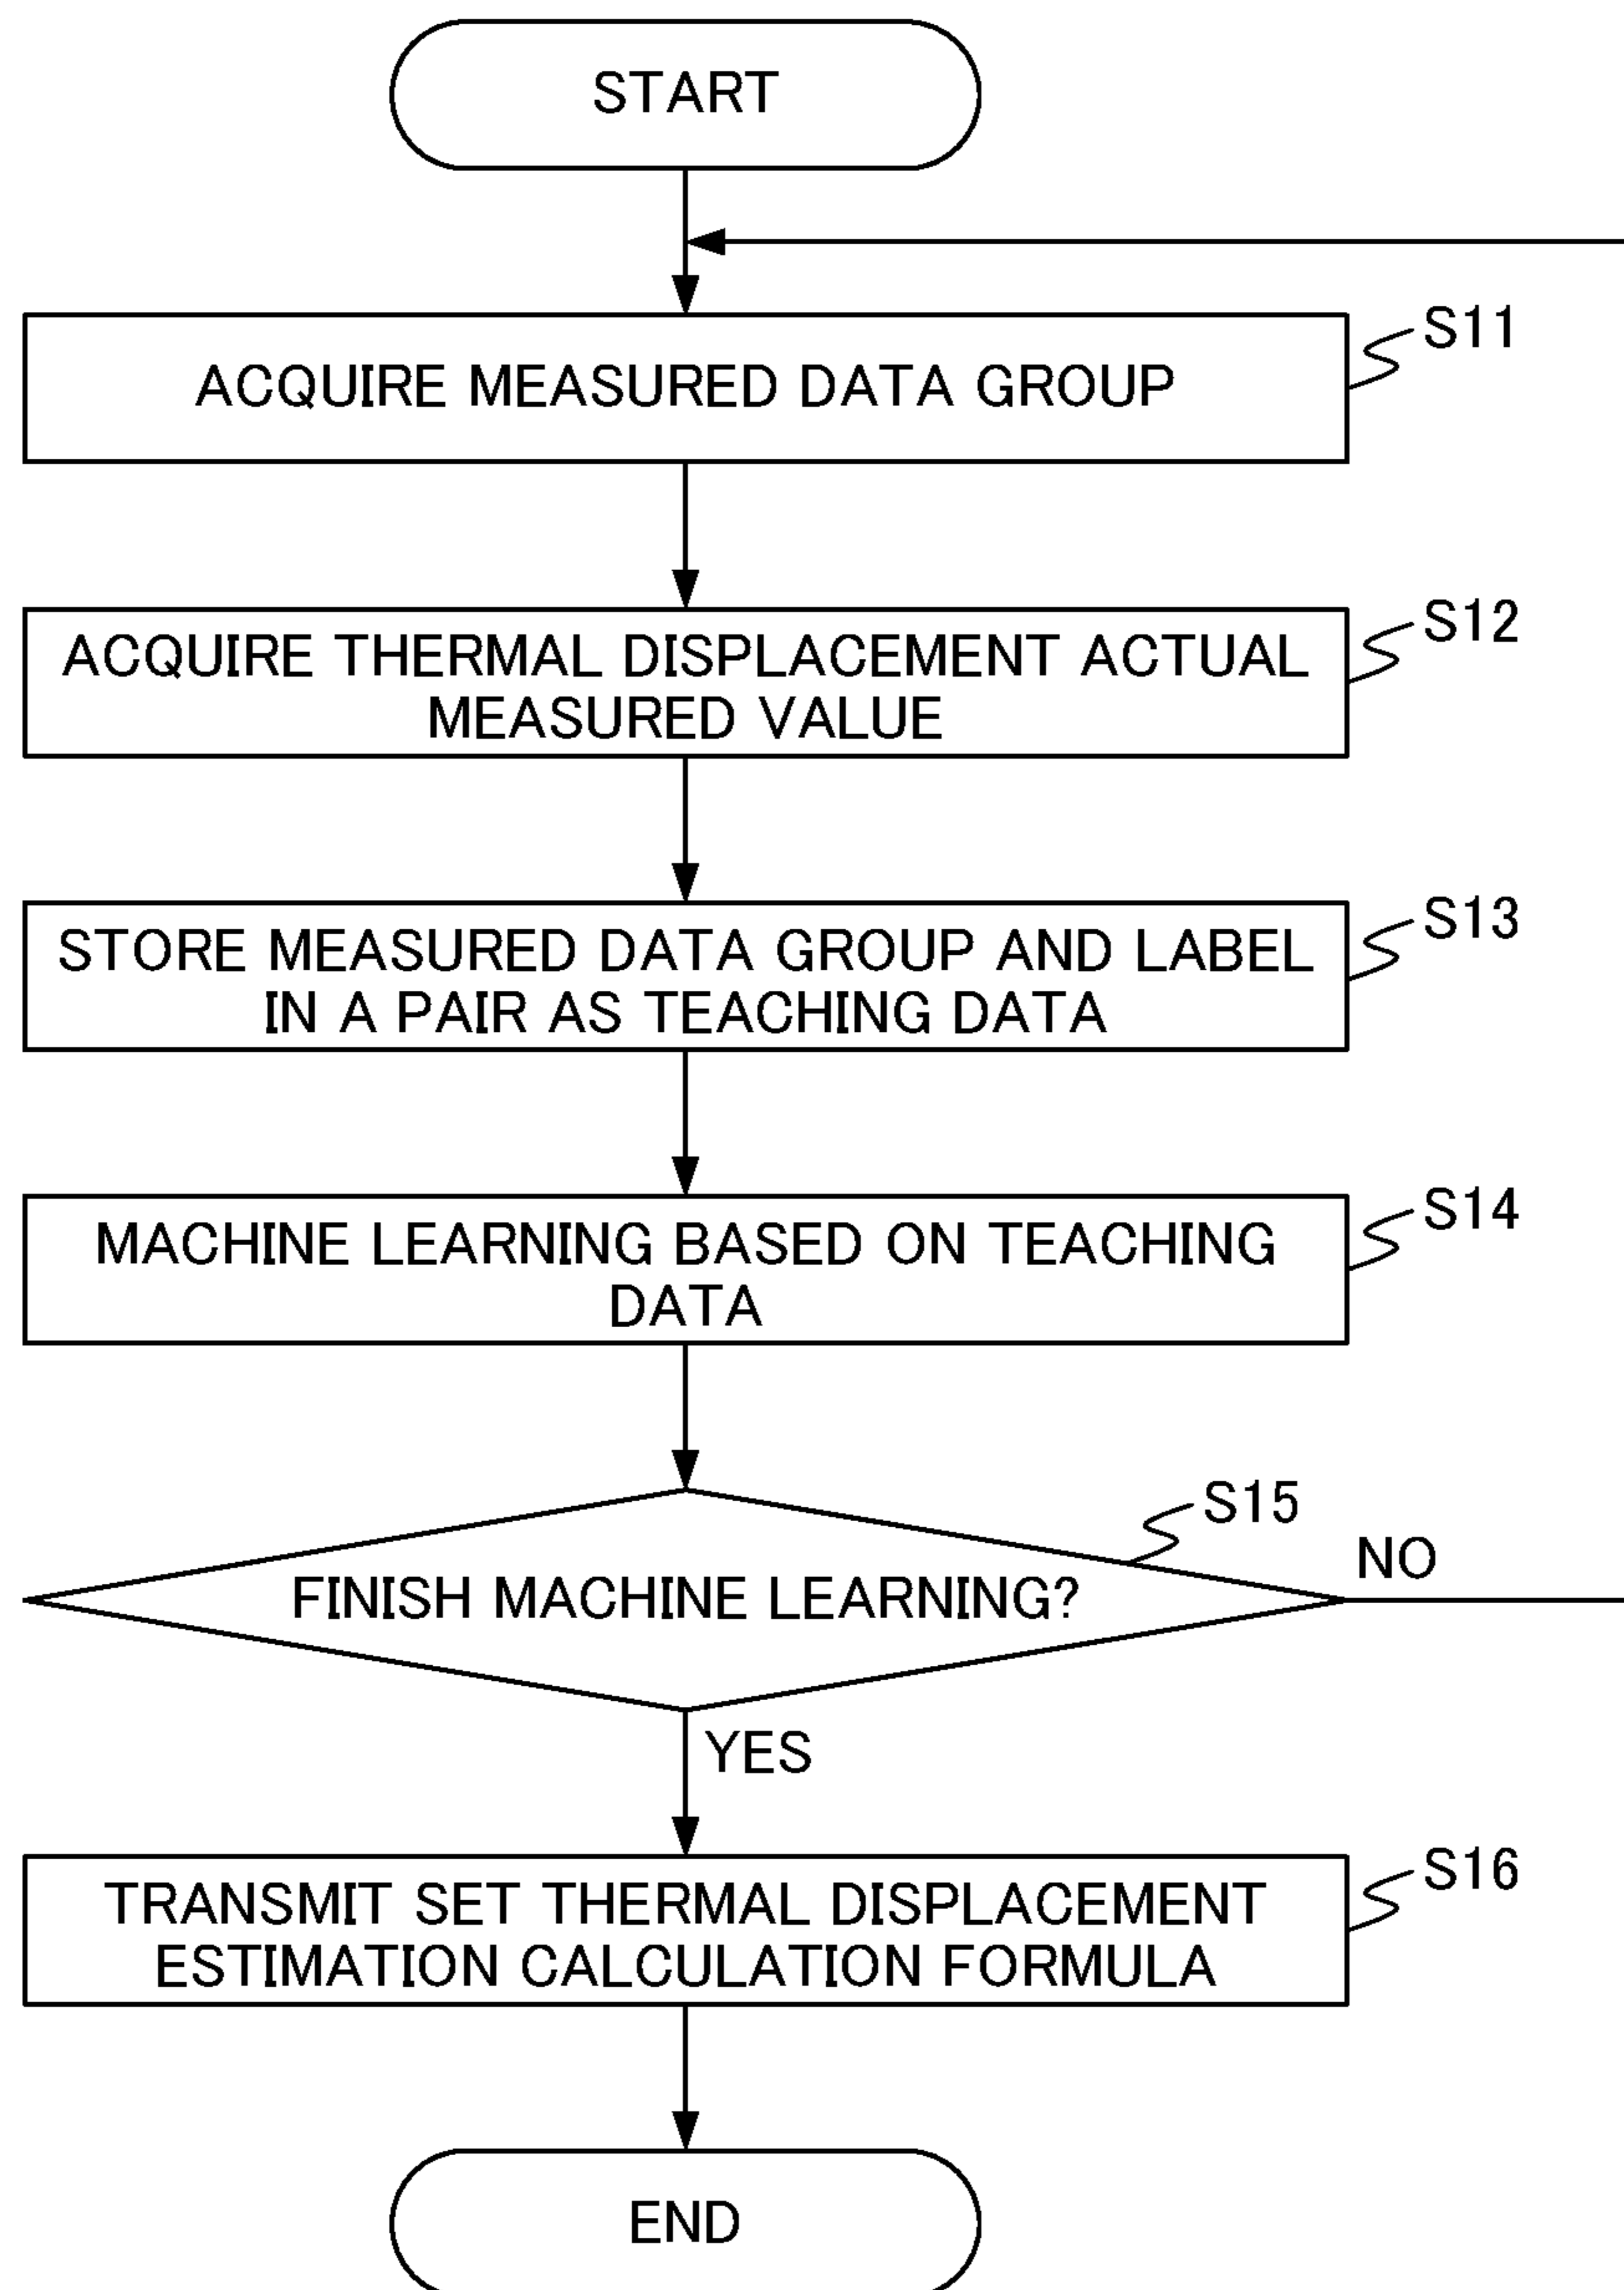 START
ACQUIRE MEASURED DATA GROUP
S11
ACQUIRE THERMAL DISPLACEMENT ACTUAL
MEASURED VALUE
S12
STORE MEASURED DATA GROUP AND LABEL
IN A PAIR AS TEACHING DATA
S13
MACHINE LEARNING BASED ON TEACHING
DATA
S14
FINISH MACHINE LEARNING?
S15
NO
YES
TRANSMIT SET THERMAL DISPLACEMENT
ESTIMATION CALCULATION FORMULA
S16
END